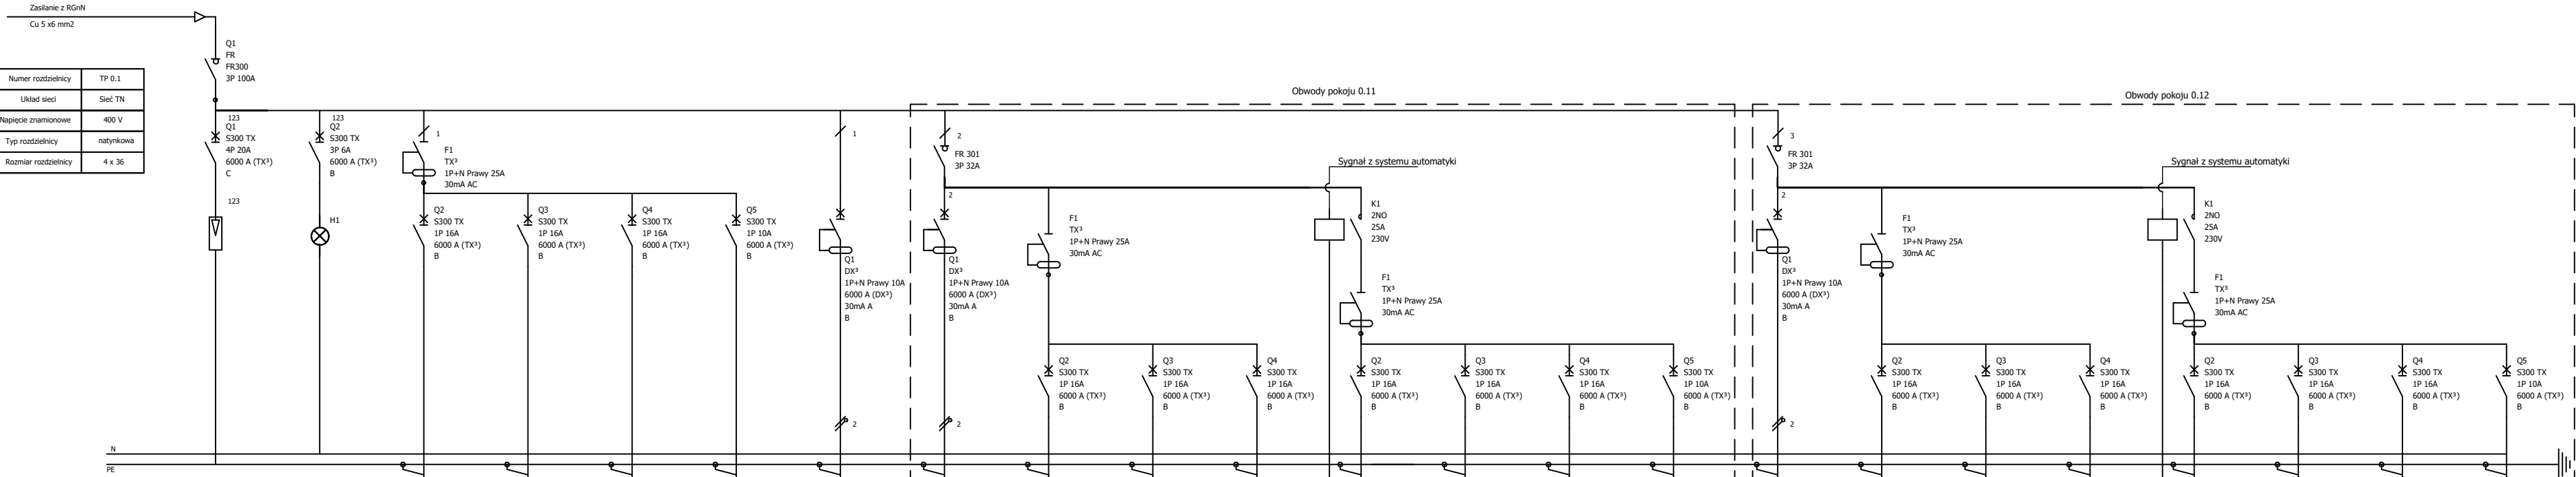 Zasilanie z RGnN
Cu 5 x6 mm2
Numer rozdzielnicy TP 0.1
Układ sieci Sieć TN
Napięcie znamionowe 400 V
Typ rozdzielnicy natynkowa
Rozmiar rozdzielnicy 4 x 36
Q1
FR
FR300
3P 100A
123
Q1
S300 TX
4P 20A
6000 A (TX³)
C
123
123
Q2
S300 TX
3P 6A
6000 A (TX³)
B
H1
1
F1
TX³
1P+N Prawy 25A
30mA AC
Q2
S300 TX
1P 16A
6000 A (TX³)
B
Q3
S300 TX
1P 16A
6000 A (TX³)
B
Q4
S300 TX
1P 16A
6000 A (TX³)
B
Q5
S300 TX
1P 10A
6000 A (TX³)
B
1
Q1
DX³
1P+N Prawy 10A
6000 A (DX³)
30mA A
B
2
Obwody pokoju 0.11
2
FR 301
3P 32A
2
Q1
DX³
1P+N Prawy 10A
6000 A (DX³)
30mA A
B
2
F1
TX³
1P+N Prawy 25A
30mA AC
Q2
S300 TX
1P 16A
6000 A (TX³)
B
Q3
S300 TX
1P 16A
6000 A (TX³)
B
Q4
S300 TX
1P 16A
6000 A (TX³)
B
Sygnał z systemu automatyki
K1
2NO
25A
230V
F1
TX³
1P+N Prawy 25A
30mA AC
Q2
S300 TX
1P 16A
6000 A (TX³)
B
Q3
S300 TX
1P 16A
6000 A (TX³)
B
Q4
S300 TX
1P 16A
6000 A (TX³)
B
Q5
S300 TX
1P 10A
6000 A (TX³)
B
Obwody pokoju 0.12
3
FR 301
3P 32A
2
Q1
DX³
1P+N Prawy 10A
6000 A (DX³)
30mA A
B
2
F1
TX³
1P+N Prawy 25A
30mA AC
Q2
S300 TX
1P 16A
6000 A (TX³)
B
Q3
S300 TX
1P 16A
6000 A (TX³)
B
Q4
S300 TX
1P 16A
6000 A (TX³)
B
Sygnał z systemu automatyki
K1
2NO
25A
230V
F1
TX³
1P+N Prawy 25A
30mA AC
Q2
S300 TX
1P 16A
6000 A (TX³)
B
Q3
S300 TX
1P 16A
6000 A (TX³)
B
Q4
S300 TX
1P 16A
6000 A (TX³)
B
Q5
S300 TX
1P 10A
6000 A (TX³)
B
N
PE